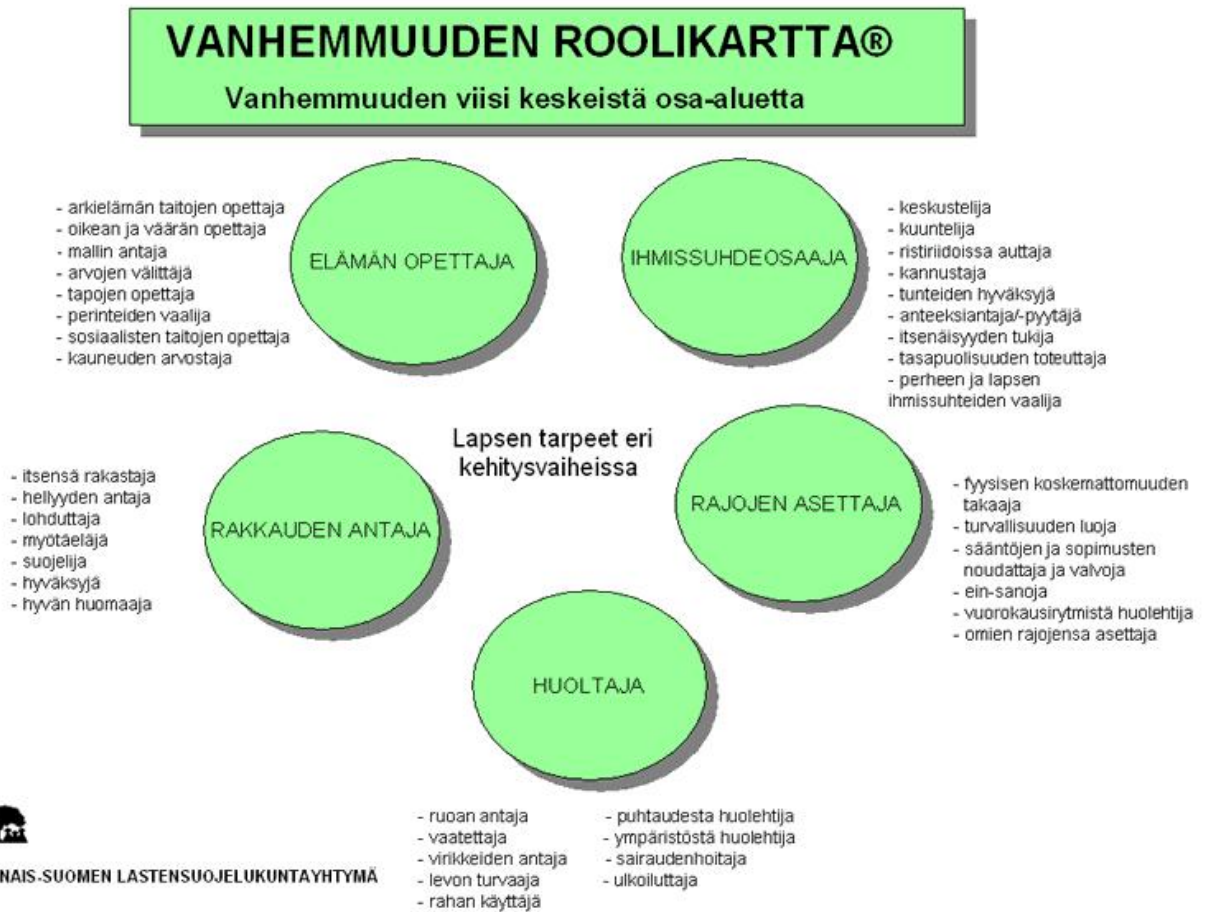 VANHEMMUUDEN ROOLIKARTTA®
Vanhemmuuden viisi keskeistä osa-aluetta
- arkielämän taitojen opettaja
- oikean ja väärän opettaja
- mallin antaja
- arvojen välittäjä
- tapojen opettaja
- perinteiden vaalija
- sosiaalisten taitojen opettaja
- kauneuden arvostaja
ELÄMÄN OPETTAJA
IHMISSUHDEOSAAJA
- keskustelija
- kuuntelija
- ristiriidoissa auttaja
- kannustaja
- tunteiden hyväksyjä
- anteeksiantaja/-pyytäjä
- itsenäisyyden tukija
- tasapuolisuuden toteuttaja
- perheen ja lapsen
ihmissuhteiden vaalija
Lapsen tarpeet eri
kehitysvaiheissa
- itsensä rakastaja
- hellyyden antaja
- lohduttaja
- myötäeläjä
- suojelija
- hyväksyjä
- hyvän huomaaja
RAKKAUDEN ANTAJA
RAJOJEN ASETTAJA
- fyysisen koskemattomuuden
takaaja
- turvallisuuden luoja
- sääntöjen ja sopimusten
noudattaja ja valvoja
- ein-sanoja
- vuorokausirytmistä huolehtija
- omien rajojensa asettaja
HUOLTAJA
- ruoan antaja
- vaatettaja
- virikkeiden antaja
- levon turvaaja
- rahan käyttäjä
- puhtaudesta huolehtija
- ympäristöstä huolehtija
- sairaudenhoitaja
- ulkoiluttaja
NAIS-SUOMEN LASTENSUOJELUKUNTAYHTYMÄ